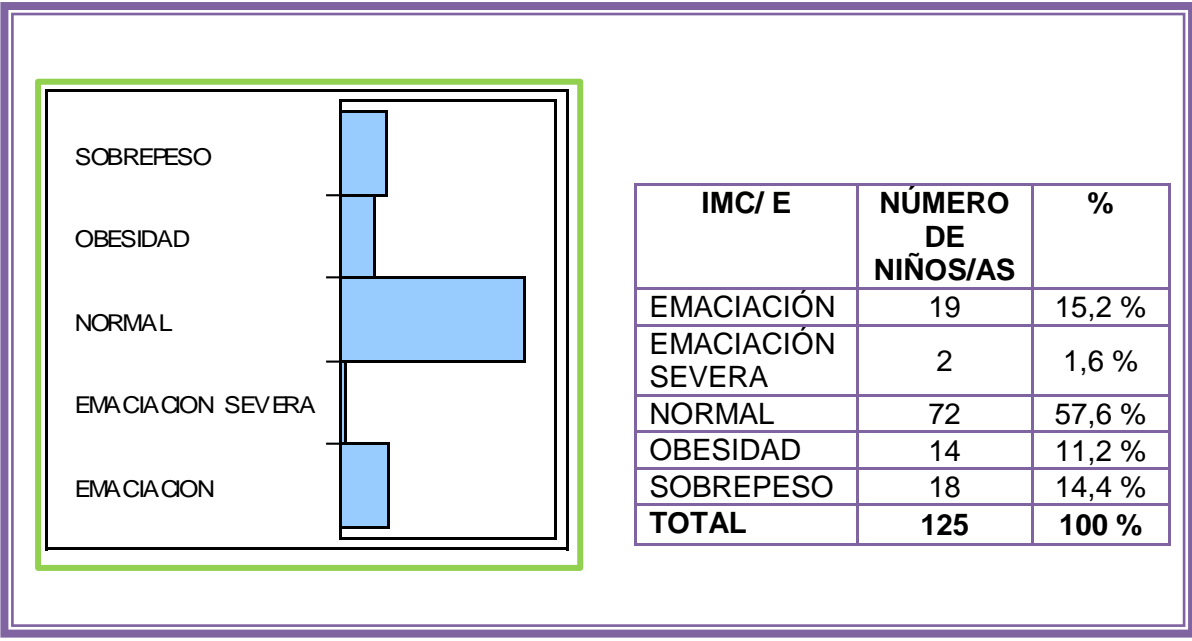 SOBREPESO
OBESIDAD
NORMAL
EMACIACION SEVERA
EMACIACION
IMC/ E NÚMERO DE NIÑOS/AS %
EMACIACIÓN 19 15,2 %
EMACIACIÓN SEVERA 2 1,6 %
NORMAL 72 57,6 %
OBESIDAD 14 11,2 %
SOBREPESO 18 14,4 %
TOTAL 125 100 %